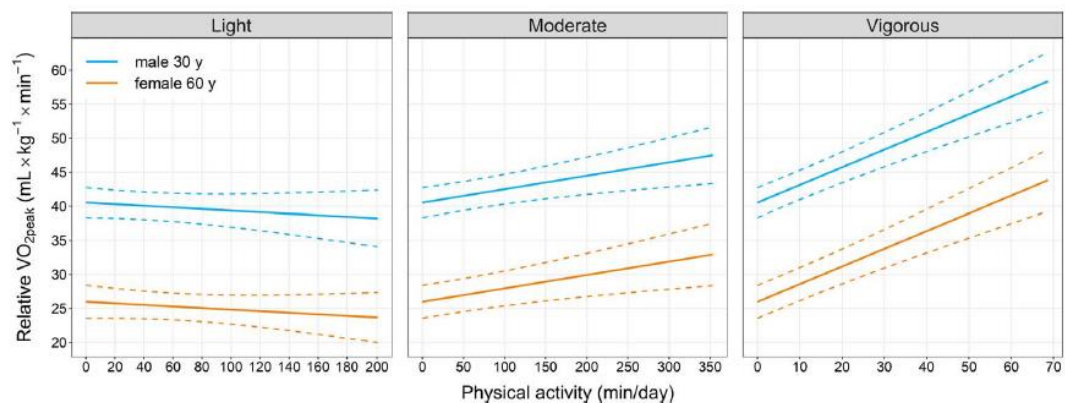 Light Moderate Vigorous
Relative VO2peak (mL × kg−1 × min−1)
male 30 y
female 60 y
60
55
50
45
40
35
30
25
20
0 20 40 60 80 100 120 140 160 180 200
0 50 100 150 200 250 300 350
0 10 20 30 40 50 60 70
Physical activity (min/day)